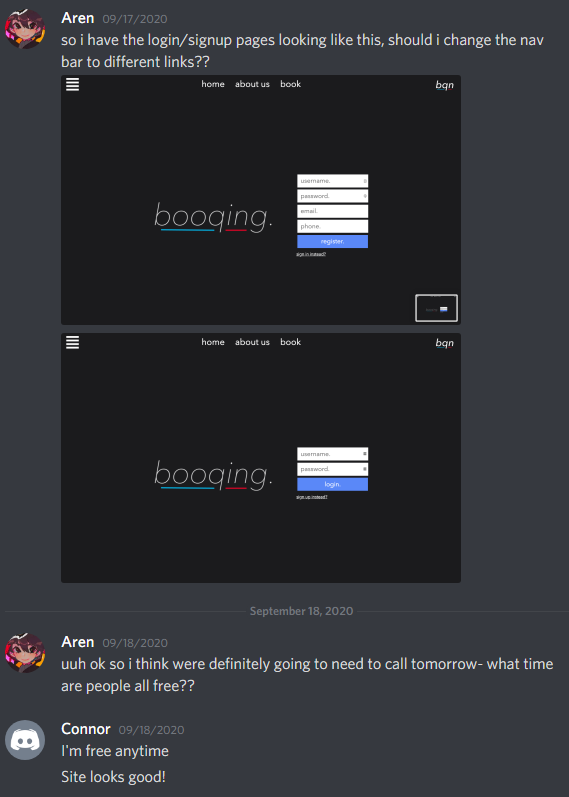 Aren 09/17/2020
so i have the login/signup pages looking like this, should i change the nav
bar to different links??
home about us book bqn
username.
password.
booqing.
email.
phone.
register.
sign in instead?
home about us book bqn
username.
booqing.
password.
login.
sign up instead?
September 18, 2020
Aren 09/18/2020
uuh ok so i think were definitely going to need to call tomorrow- what time
are people all free??
Connor 09/18/2020
I'm free anytime
Site looks good!